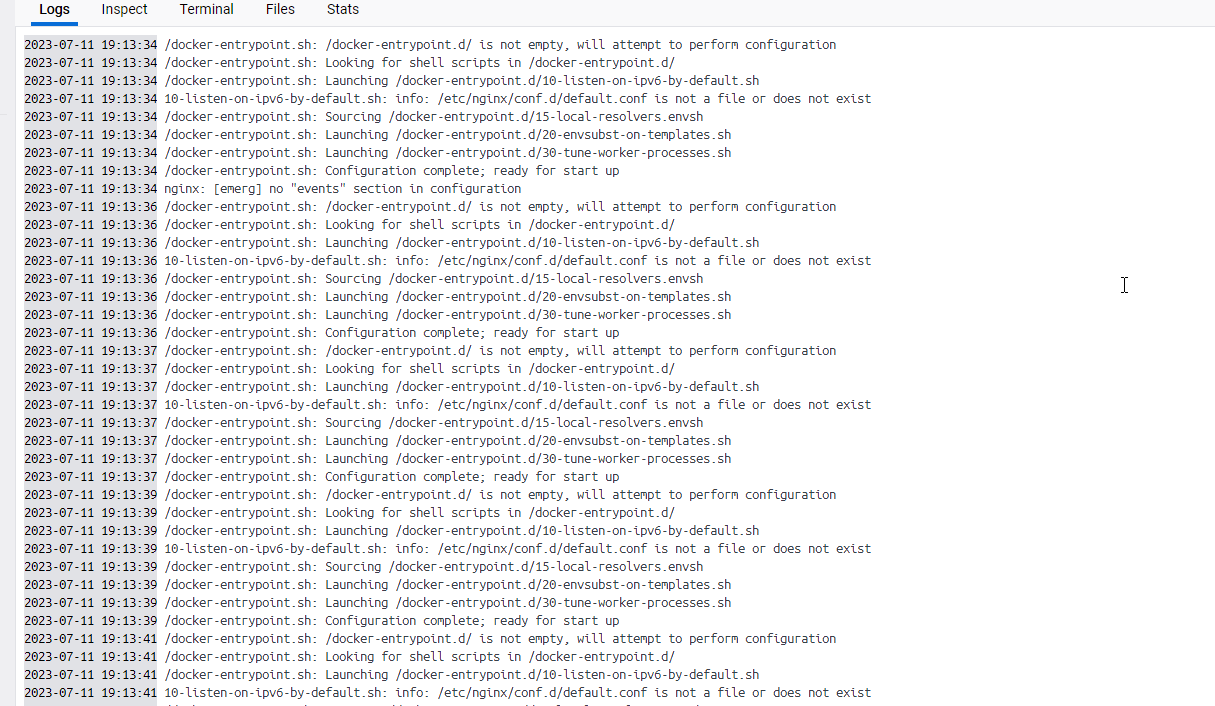 Logs Inspect Terminal Files Stats
2023-07-11 19:13:34 /docker-entrypoint.sh: /docker-entrypoint.d/ is not empty, will attempt to perform configuration
2023-07-11 19:13:34 /docker-entrypoint.sh: Looking for shell scripts in /docker-entrypoint.d/
2023-07-11 19:13:34 /docker-entrypoint.sh: Launching /docker-entrypoint.d/10-listen-on-ipv6-by-default.sh
2023-07-11 19:13:34 10-listen-on-ipv6-by-default.sh: info: /etc/nginx/conf.d/default.conf is not a file or does not exist
2023-07-11 19:13:34 /docker-entrypoint.sh: Sourcing /docker-entrypoint.d/15-local-resolvers.envsh
2023-07-11 19:13:34 /docker-entrypoint.sh: Launching /docker-entrypoint.d/20-envsubst-on-templates.sh
2023-07-11 19:13:34 /docker-entrypoint.sh: Launching /docker-entrypoint.d/30-tune-worker-processes.sh
2023-07-11 19:13:34 /docker-entrypoint.sh: Configuration complete; ready for start up
2023-07-11 19:13:34 nginx: [emerg] no "events" section in configuration
2023-07-11 19:13:36 /docker-entrypoint.sh: /docker-entrypoint.d/ is not empty, will attempt to perform configuration
2023-07-11 19:13:36 /docker-entrypoint.sh: Looking for shell scripts in /docker-entrypoint.d/
2023-07-11 19:13:36 /docker-entrypoint.sh: Launching /docker-entrypoint.d/10-listen-on-ipv6-by-default.sh
2023-07-11 19:13:36 10-listen-on-ipv6-by-default.sh: info: /etc/nginx/conf.d/default.conf is not a file or does not exist
2023-07-11 19:13:36 /docker-entrypoint.sh: Sourcing /docker-entrypoint.d/15-local-resolvers.envsh
2023-07-11 19:13:36 /docker-entrypoint.sh: Launching /docker-entrypoint.d/20-envsubst-on-templates.sh
2023-07-11 19:13:36 /docker-entrypoint.sh: Launching /docker-entrypoint.d/30-tune-worker-processes.sh
2023-07-11 19:13:36 /docker-entrypoint.sh: Configuration complete; ready for start up
2023-07-11 19:13:37 /docker-entrypoint.sh: /docker-entrypoint.d/ is not empty, will attempt to perform configuration
2023-07-11 19:13:37 /docker-entrypoint.sh: Looking for shell scripts in /docker-entrypoint.d/
2023-07-11 19:13:37 /docker-entrypoint.sh: Launching /docker-entrypoint.d/10-listen-on-ipv6-by-default.sh
2023-07-11 19:13:37 10-listen-on-ipv6-by-default.sh: info: /etc/nginx/conf.d/default.conf is not a file or does not exist
2023-07-11 19:13:37 /docker-entrypoint.sh: Sourcing /docker-entrypoint.d/15-local-resolvers.envsh
2023-07-11 19:13:37 /docker-entrypoint.sh: Launching /docker-entrypoint.d/20-envsubst-on-templates.sh
2023-07-11 19:13:37 /docker-entrypoint.sh: Launching /docker-entrypoint.d/30-tune-worker-processes.sh
2023-07-11 19:13:37 /docker-entrypoint.sh: Configuration complete; ready for start up
2023-07-11 19:13:39 /docker-entrypoint.sh: /docker-entrypoint.d/ is not empty, will attempt to perform configuration
2023-07-11 19:13:39 /docker-entrypoint.sh: Looking for shell scripts in /docker-entrypoint.d/
2023-07-11 19:13:39 /docker-entrypoint.sh: Launching /docker-entrypoint.d/10-listen-on-ipv6-by-default.sh
2023-07-11 19:13:39 10-listen-on-ipv6-by-default.sh: info: /etc/nginx/conf.d/default.conf is not a file or does not exist
2023-07-11 19:13:39 /docker-entrypoint.sh: Sourcing /docker-entrypoint.d/15-local-resolvers.envsh
2023-07-11 19:13:39 /docker-entrypoint.sh: Launching /docker-entrypoint.d/20-envsubst-on-templates.sh
2023-07-11 19:13:39 /docker-entrypoint.sh: Launching /docker-entrypoint.d/30-tune-worker-processes.sh
2023-07-11 19:13:39 /docker-entrypoint.sh: Configuration complete; ready for start up
2023-07-11 19:13:41 /docker-entrypoint.sh: /docker-entrypoint.d/ is not empty, will attempt to perform configuration
2023-07-11 19:13:41 /docker-entrypoint.sh: Looking for shell scripts in /docker-entrypoint.d/
2023-07-11 19:13:41 /docker-entrypoint.sh: Launching /docker-entrypoint.d/10-listen-on-ipv6-by-default.sh
2023-07-11 19:13:41 10-listen-on-ipv6-by-default.sh: info: /etc/nginx/conf.d/default.conf is not a file or does not exist